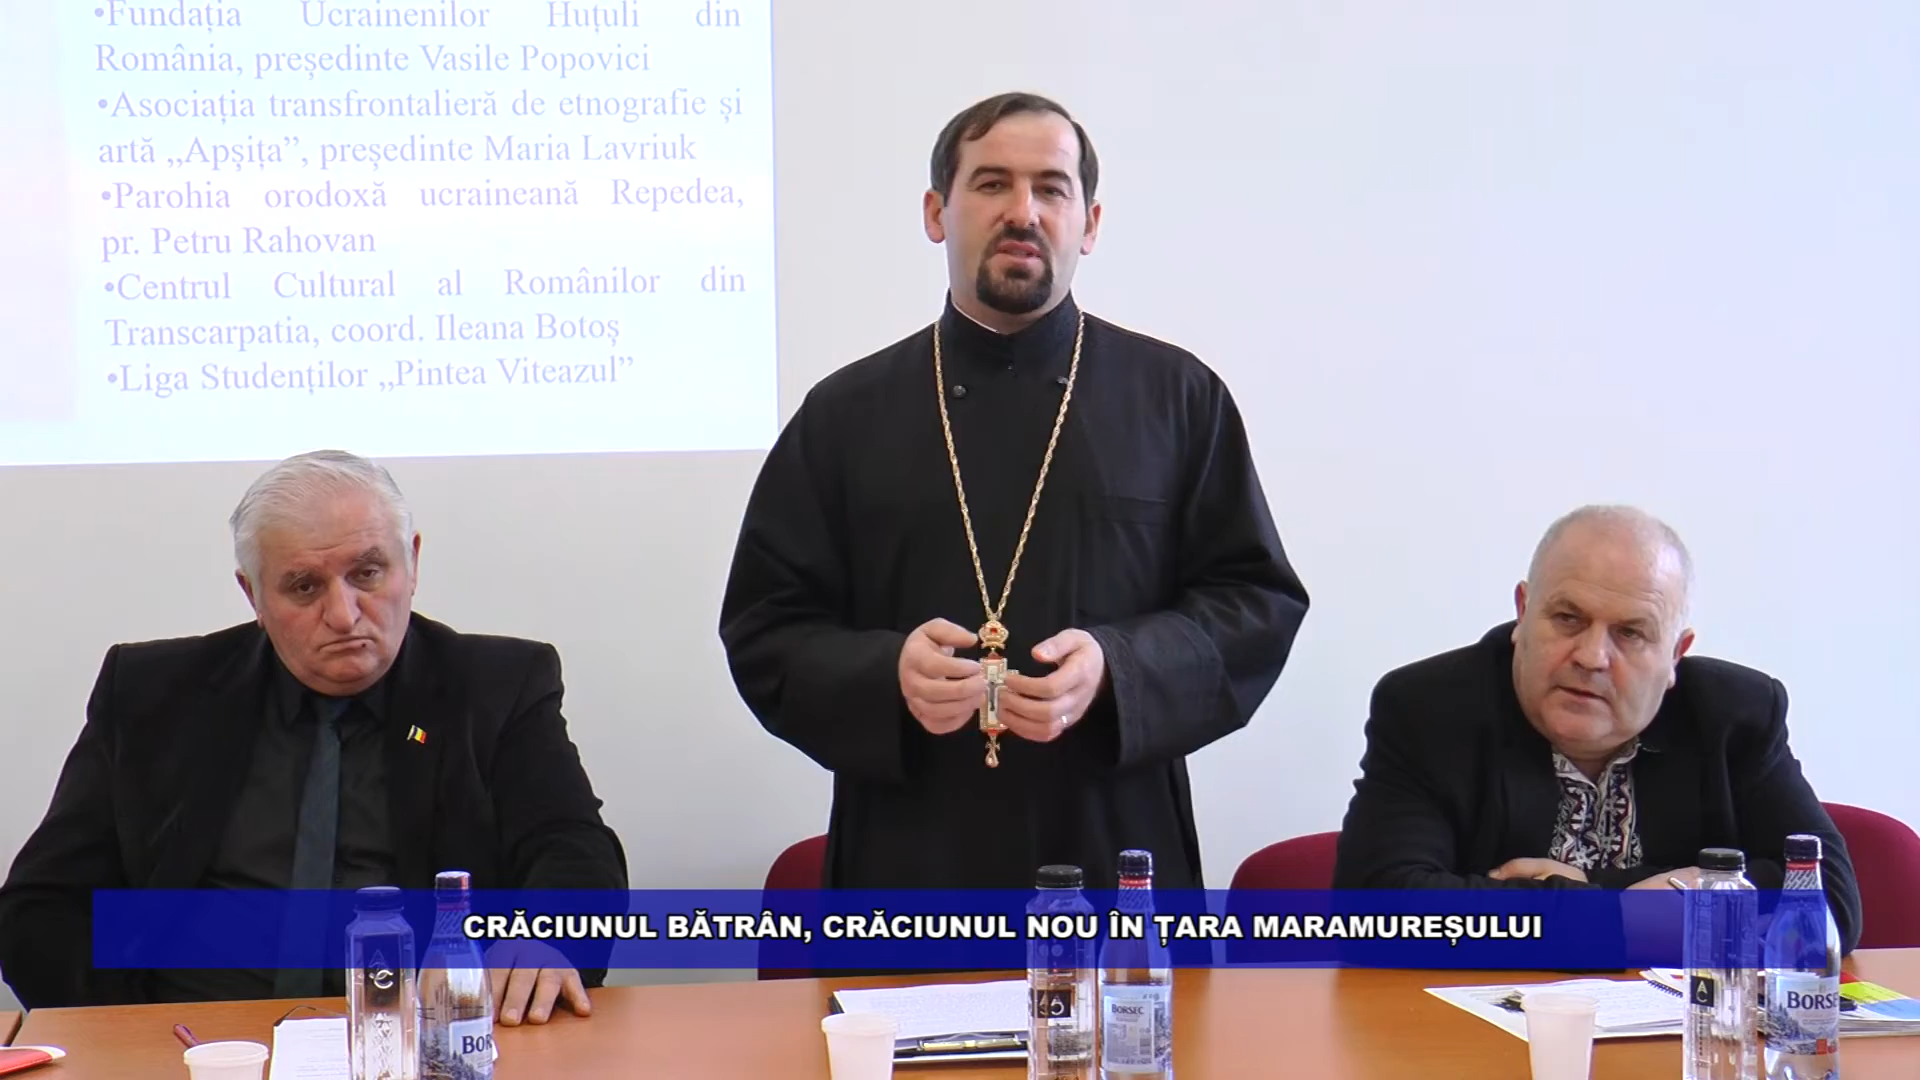 •Fundația Ucrainenilor Huțuli din
România, președinte Vasile Popovici
•Asociația transfrontalieră de etnografie și
artă „Apșița”, președinte Maria Lavriuk
•Parohia orodoxă ucraineană Repedea,
pr. Petru Rahovan
•Centrul Cultural al Românilor din
Transcarpatia, coord. Ileana Botoș
•Liga Studenților „Pintea Viteazul”
CRĂCIUNUL BĂTRÂN, CRĂCIUNUL NOU ÎN ȚARA MARAMUREȘULUI
BOR
BORSEC
BORSEC